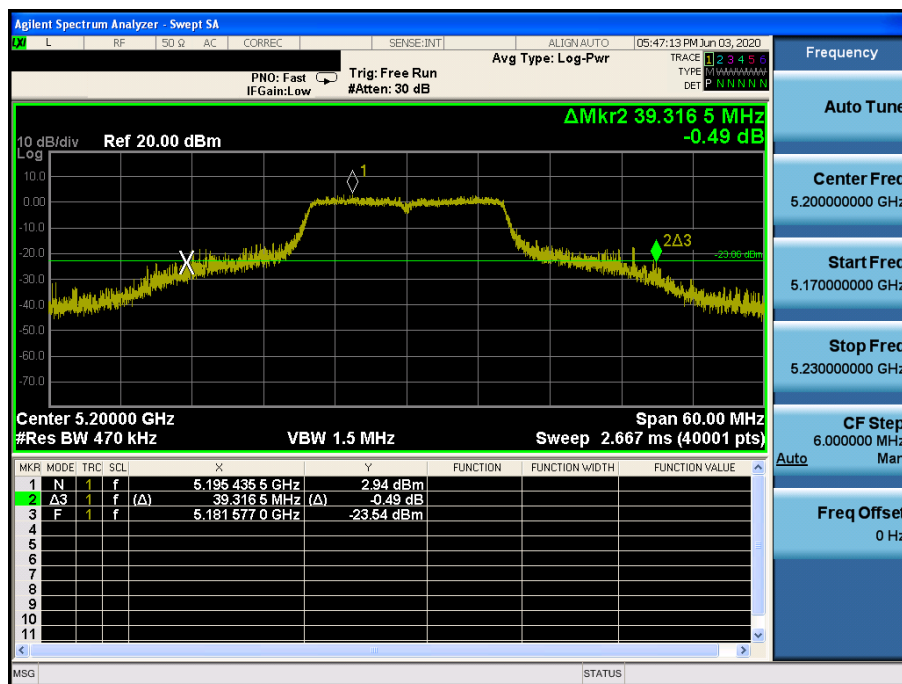 Agilent Spectrum Analyzer - Swept SA
LXI L RF 50 Ω AC CORREC SENSE:INT ALIGN AUTO 05:47:13 PM Jun 03, 2020
Avg Type: Log-Pwr
TRACE 1 2 3 4 5 6
TYPE M
DET P N N N N N
PNO: Fast
IFGain:Low
Trig: Free Run
#Atten: 30 dB
ΔMkr2 39.316 5 MHz
-0.49 dB
10 dB/div
Log
Ref 20.00 dBm
10.0
0.00
-10.0
-20.0
-30.0
-40.0
-50.0
-60.0
-70.0
1
X
2Δ3
Center 5.20000 GHz Span 60.00 MHz
#Res BW 470 kHz VBW 1.5 MHz Sweep 2.667 ms (40001 pts)
MKR MODE TRC SCL X Y FUNCTION FUNCTION WIDTH FUNCTION VALUE
1 N 1 f 5.195 435 5 GHz 2.94 dBm
2 Δ3 1 f (Δ) 39.316 5 MHz (Δ) -0.49 dB
3 F 1 f 5.181 577 0 GHz -23.54 dBm
4
5
6
7
8
9
10
11
MSG STATUS
Frequency
Auto Tune
Center Freq
5.200000000 GHz
Start Freq
5.170000000 GHz
Stop Freq
5.230000000 GHz
CF Step
6.000000 MHz
Auto Man
Freq Offset
0 Hz